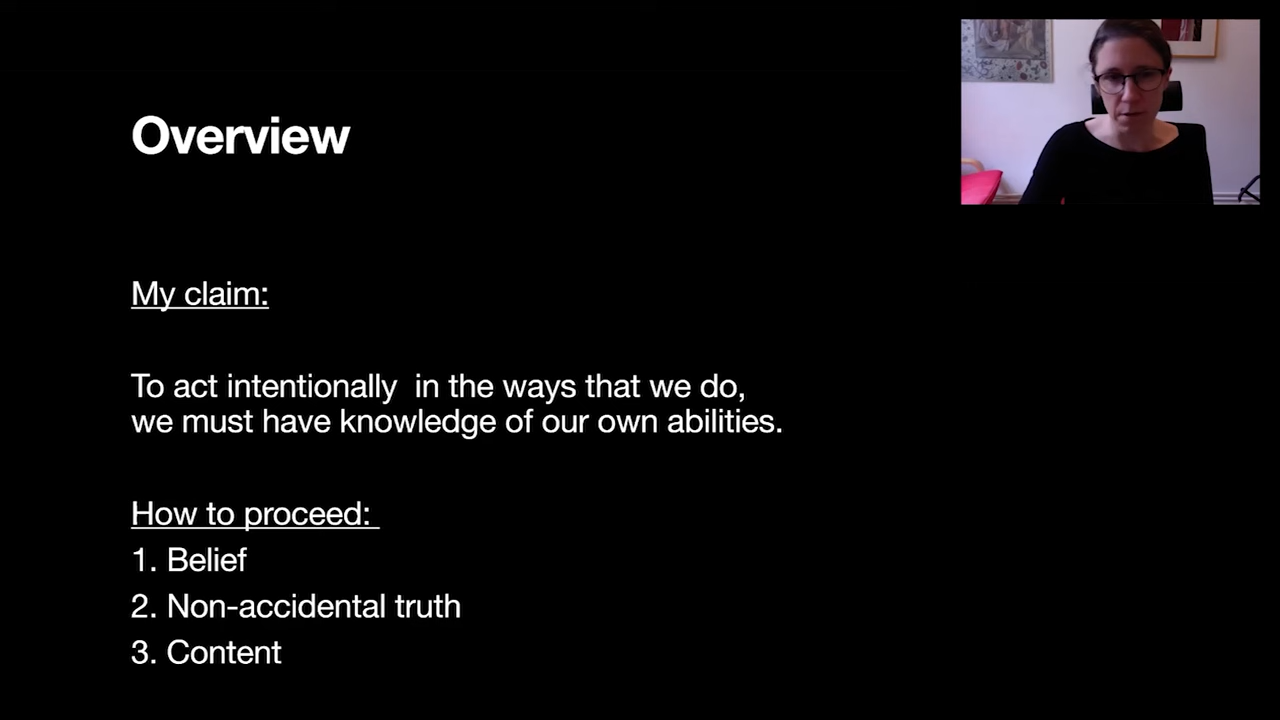 Overview
My claim:
To act intentionally  in the ways that we do,
we must have knowledge of our own abilities.
How to proceed:
1. Belief
2. Non-accidental truth
3. Content